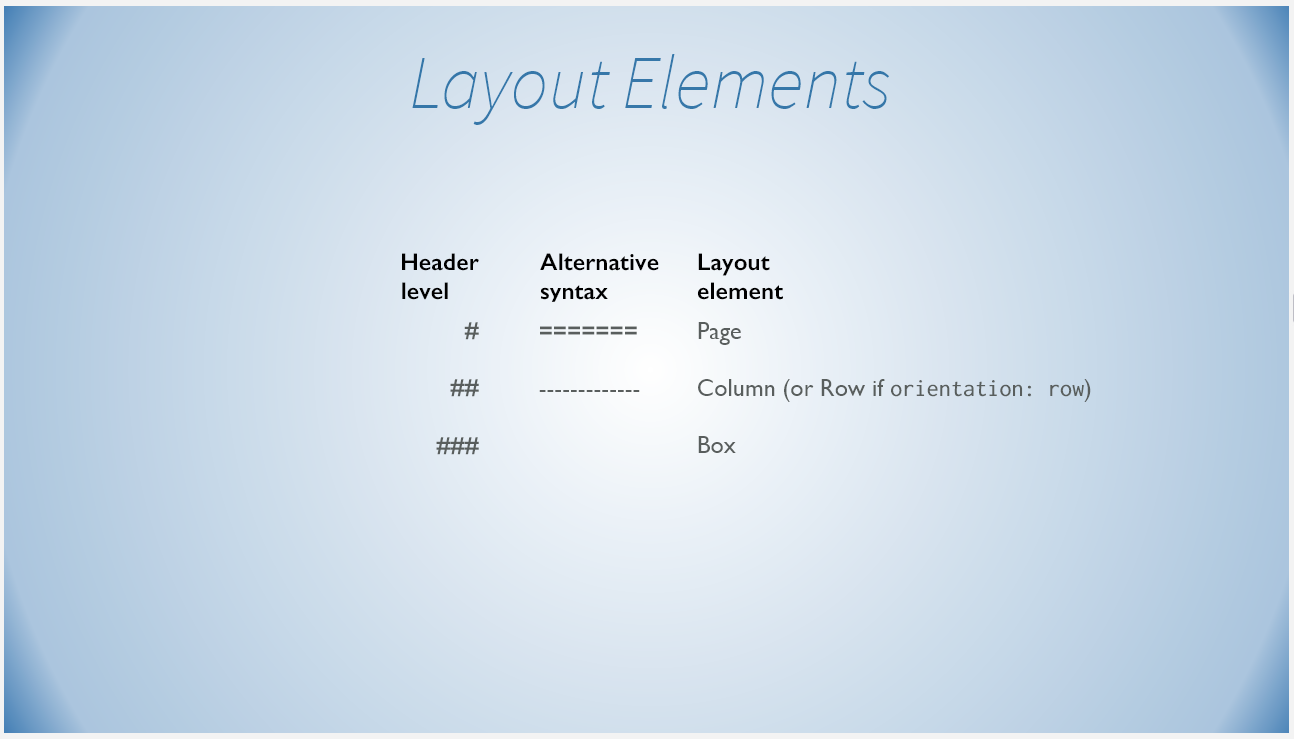 Layout Elements
Header level Alternative syntax Layout element
# ======= Page
## ------------- Column (or Row if orientation: row)
### Box